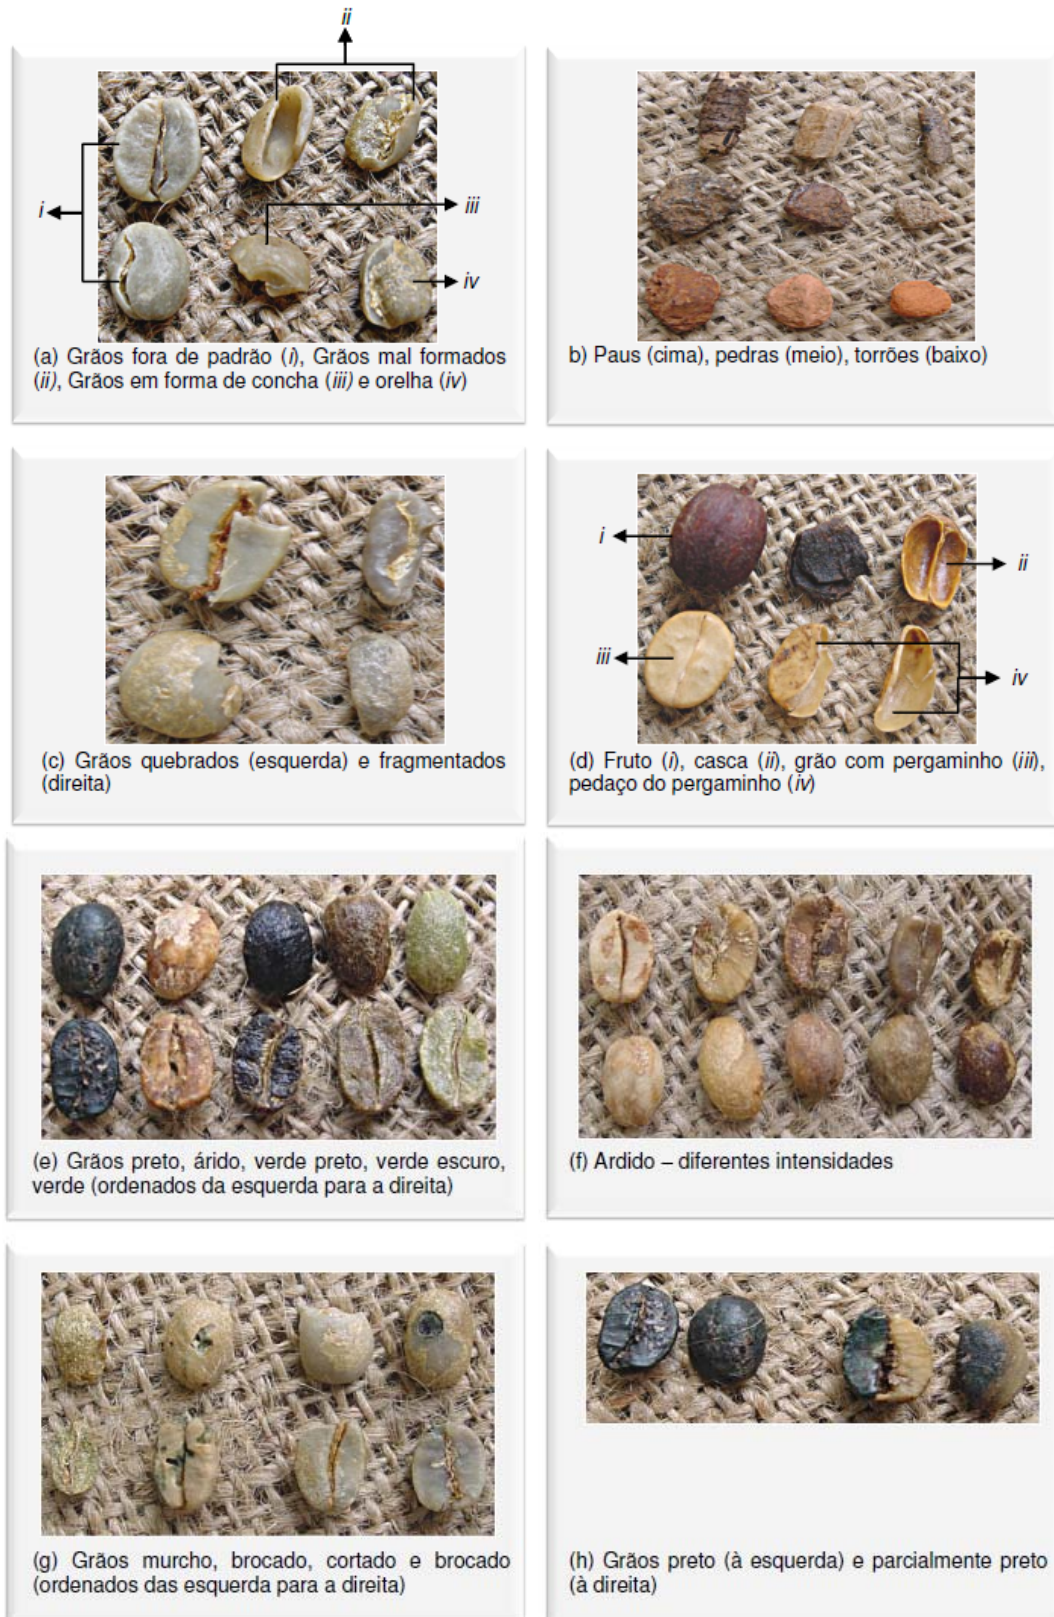 ii
i
iii
iv
(a) Grãos fora de padrão (i), Grãos mal formados
(ii), Grãos em forma de concha (iii) e orelha (iv)
b) Paus (cima), pedras (meio), torrões (baixo)
(c) Grãos quebrados (esquerda) e fragmentados
(direita)
i
ii
iii
iv
(d) Fruto (i), casca (ii), grão com pergaminho (iii),
pedaço do pergaminho (iv)
(e) Grãos preto, árido, verde preto, verde escuro,
verde (ordenados da esquerda para a direita)
(f) Ardido – diferentes intensidades
(g) Grãos murcho, brocado, cortado e brocado
(ordenados das esquerda para a direita)
(h) Grãos preto (à esquerda) e parcialmente preto
(à direita)